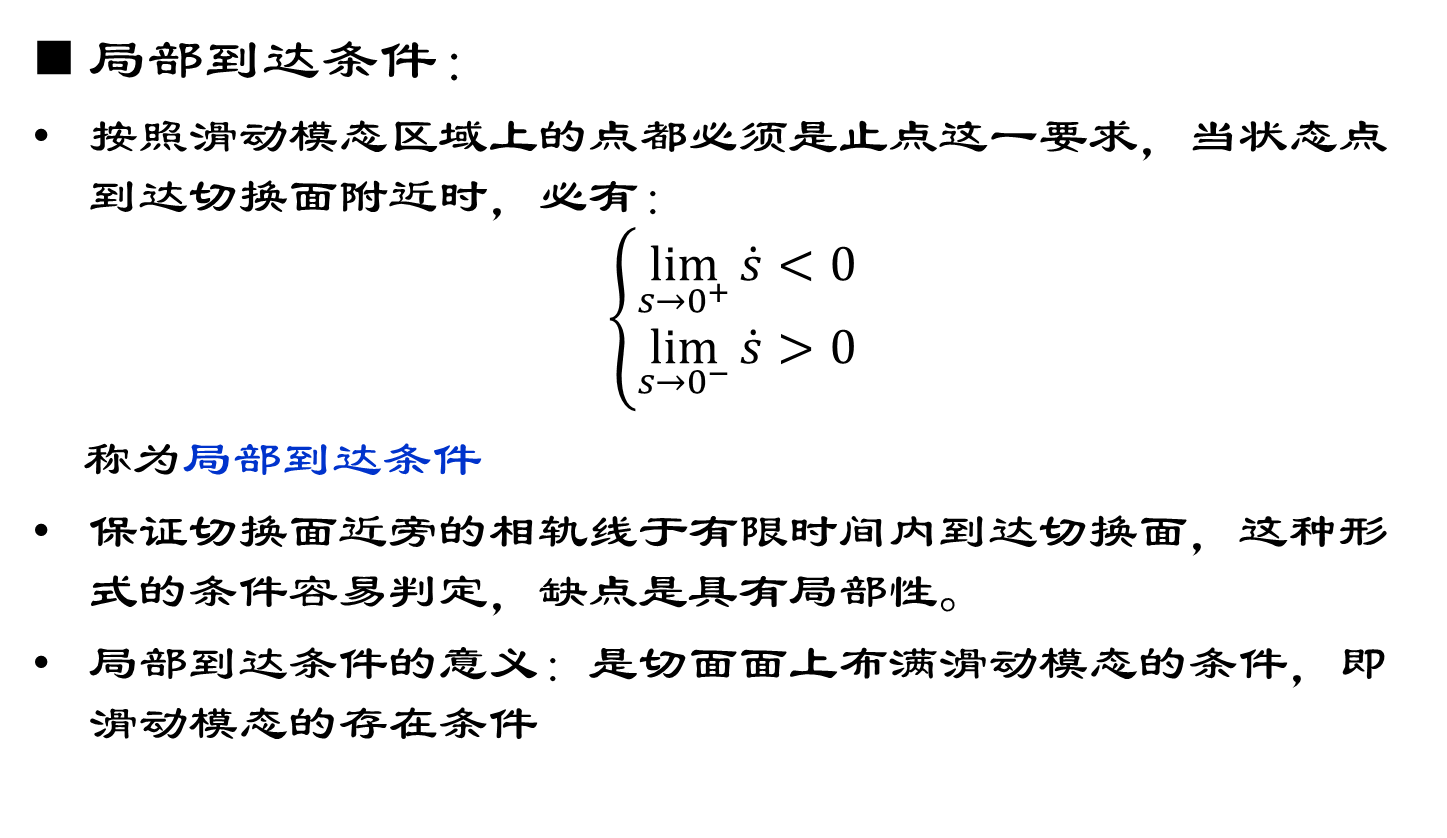 ■ 局部到达条件：
• 按照滑动模态区域上的点都必须是止点这一要求，当状态点
到达切换面附近时，必有：
lim ṡ < 0
s→0⁺
lim ṡ > 0
s→0⁻
称为局部到达条件
• 保证切换面近旁的相轨线于有限时间内到达切换面，这种形
式的条件容易判定，缺点是具有局部性。
• 局部到达条件的意义：是切面面上布满滑动模态的条件，即
滑动模态的存在条件